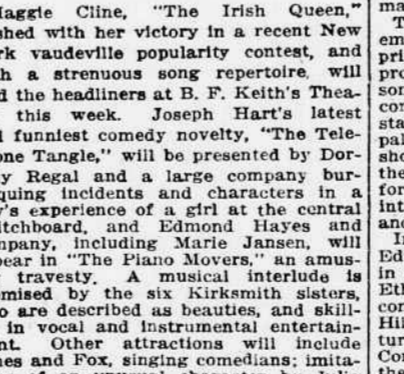 Maggie Cline, "The Irish Queen,"
shed with her victory in a recent New
rk vaudeville popularity contest, and
h a strenuous song repertoire, will
d the headliners at B. F. Keith's Thea-
this week. Joseph Hart's latest
l funniest comedy novelty, "The Tele-
one Tangle," will be presented by Dor-
y Regal and a large company bur-
quing incidents and characters in a
y's experience of a girl at the central
itchboard, and Edmond Hayes and
mpany, including Marie Jansen, will
pear in "The Piano Movers," an amus-
travesty. A musical interlude is
mised by the six Kirksmith sisters,
o are described as beauties, and skill-
in vocal and instrumental entertain-
nt. Other attractions will include
nes and Fox, singing comedians; imita-
ma
T
em
pri
pro
son
con
sta
pal
sho
the
for
int
and
I
Ed
in
Eth
con
Hil
tur
Con
the